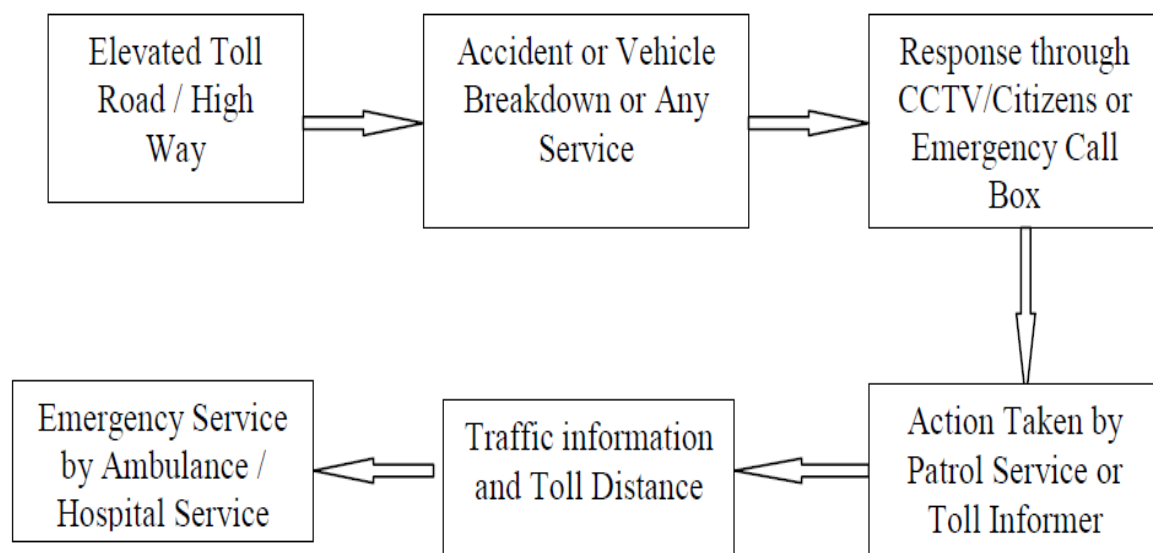 Elevated Toll
Road / High
Way
Accident or Vehicle
Breakdown or Any
Service
Response through
CCTV/Citizens or
Emergency Call
Box
Action Taken by
Patrol Service or
Toll Informer
Traffic information
and Toll Distance
Emergency Service
by Ambulance /
Hospital Service